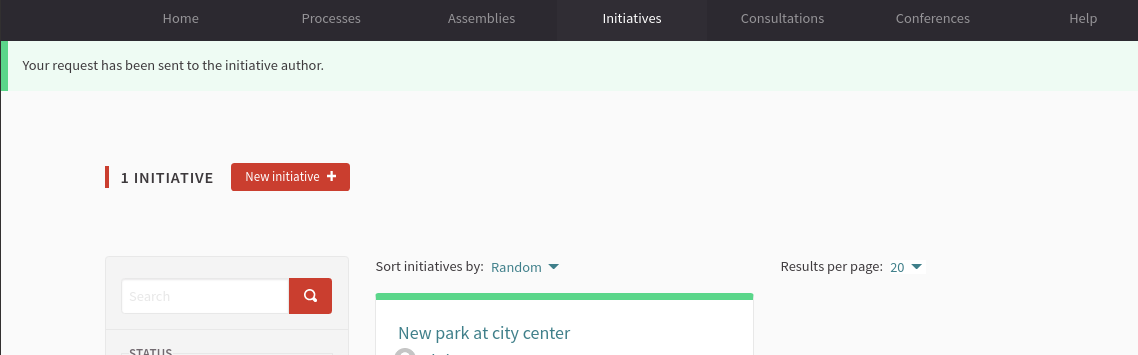 Home Processes Assemblies Initiatives Consultations Conferences Help
Your request has been sent to the initiative author.
1 INITIATIVE New initiative +
Sort initiatives by: Random Results per page: 20
Search
New park at city center
STATUS